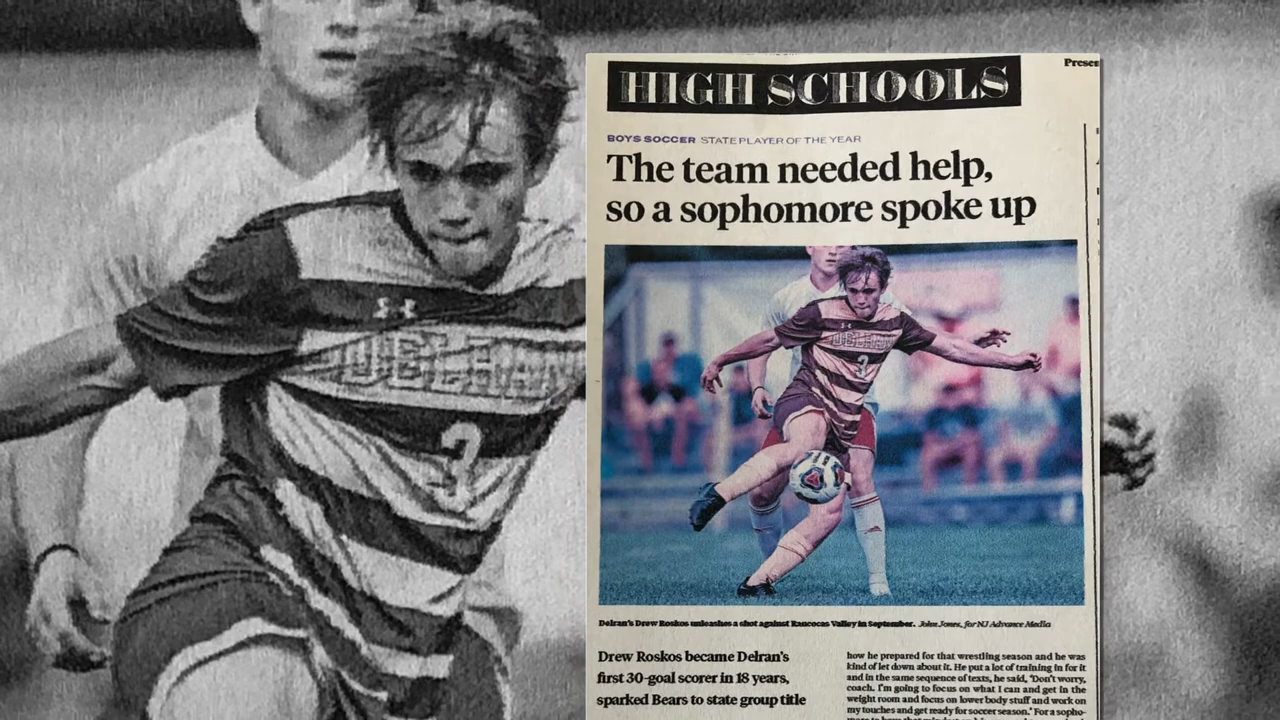 Presen
HIGH SCHOOLS
BOYS SOCCER STATE PLAYER OF THE YEAR
The team needed help,
so a sophomore spoke up
DELRAN
3
DELRAN
3
Delran's Drew Roskos unleashes a shot against Rancocas Valley in September. John Jones, for NJ Advance Media
Drew Roskos became Delran's
first 30-goal scorer in 18 years,
sparked Bears to state group title
how he prepared for that wrestling season and he was
kind of let down about it. He put a lot of training in for it
and in the same sequence of texts, he said, 'Don't worry,
coach. I'm going to focus on what I can and get in the
weight room and focus on lower body stuff and work on
my touches and get ready for soccer season.' For a sopho-